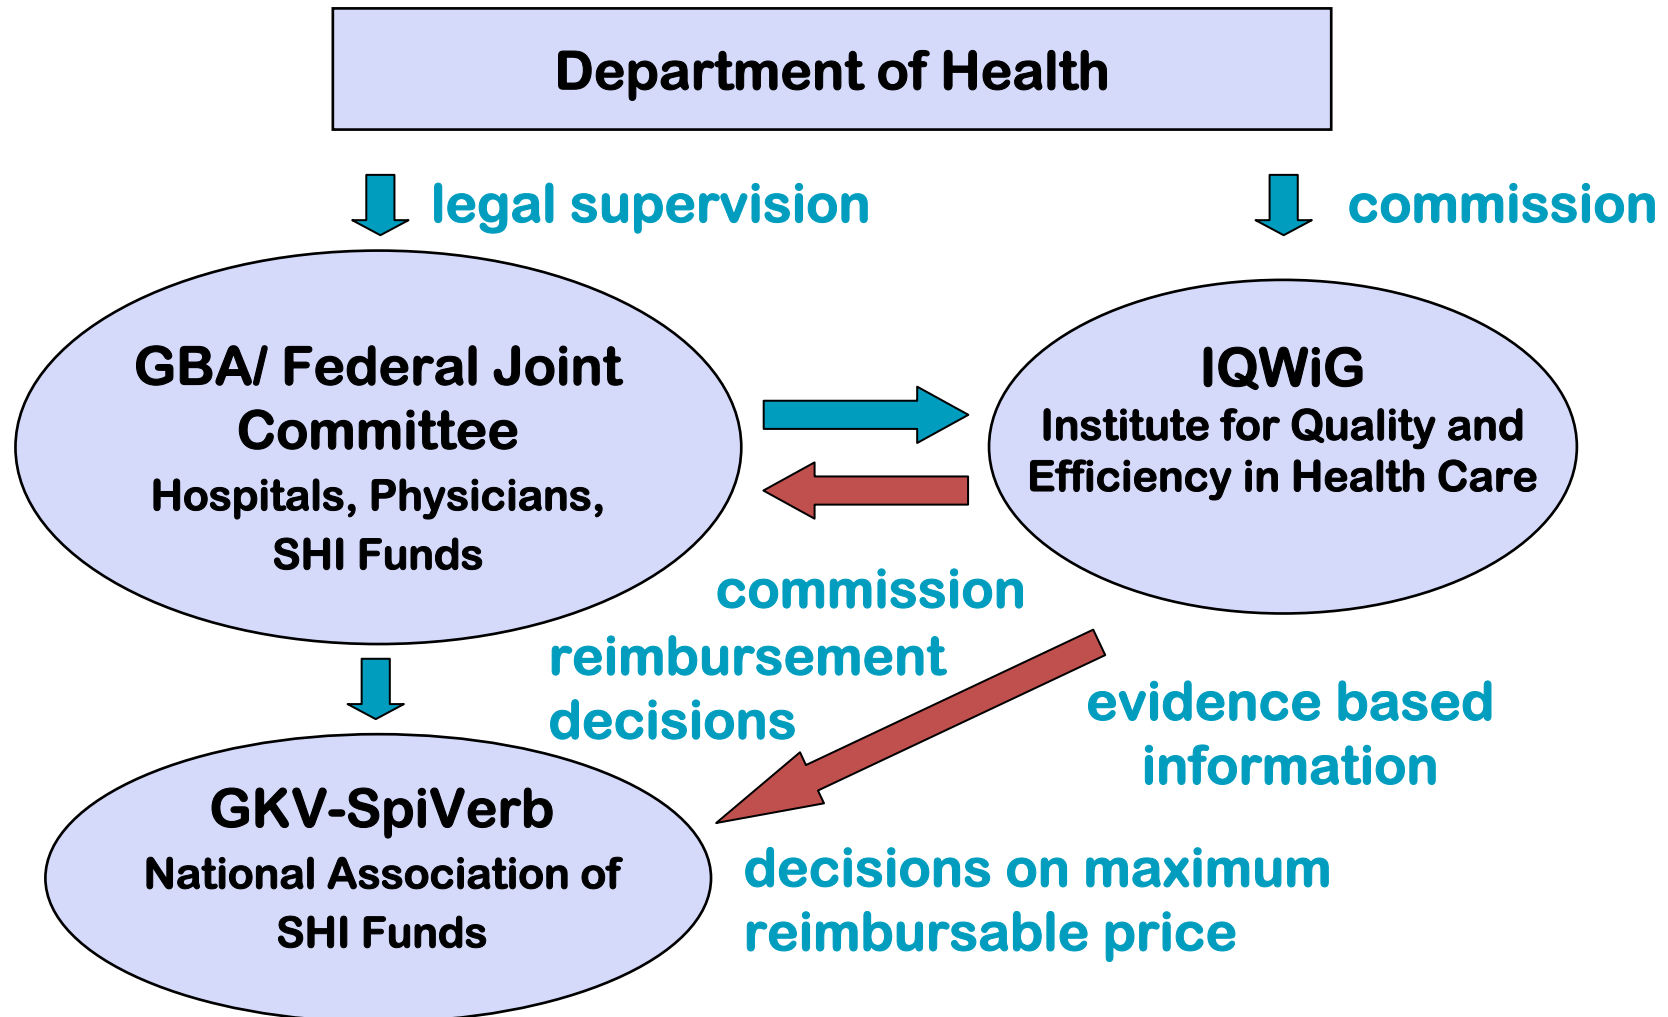 Department of Health
legal supervision
commission
GBA/ Federal Joint
Committee
Hospitals, Physicians,
SHI Funds
IQWiG
Institute for Quality and
Efficiency in Health Care
commission
reimbursement
decisions
evidence based
information
GKV-SpiVerb
National Association of
SHI Funds
decisions on maximum
reimbursable price